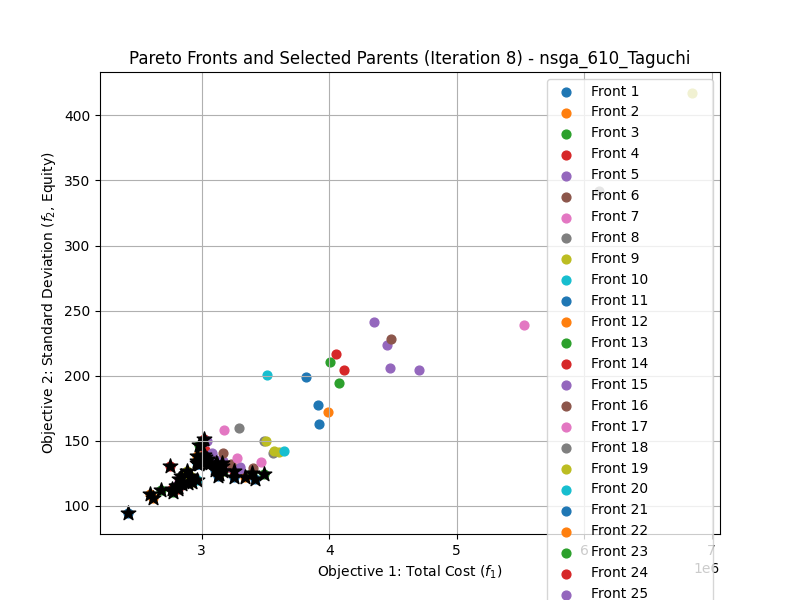 Pareto Fronts and Selected Parents (Iteration 8) - nsga_610_Taguchi
Objective 2: Standard Deviation (f₂, Equity)
400
350
300
250
200
150
100
3
4
5
6
7
1e6
Objective 1: Total Cost (f₁)
Front 1
Front 2
Front 3
Front 4
Front 5
Front 6
Front 7
Front 8
Front 9
Front 10
Front 11
Front 12
Front 13
Front 14
Front 15
Front 16
Front 17
Front 18
Front 19
Front 20
Front 21
Front 22
Front 23
Front 24
Front 25